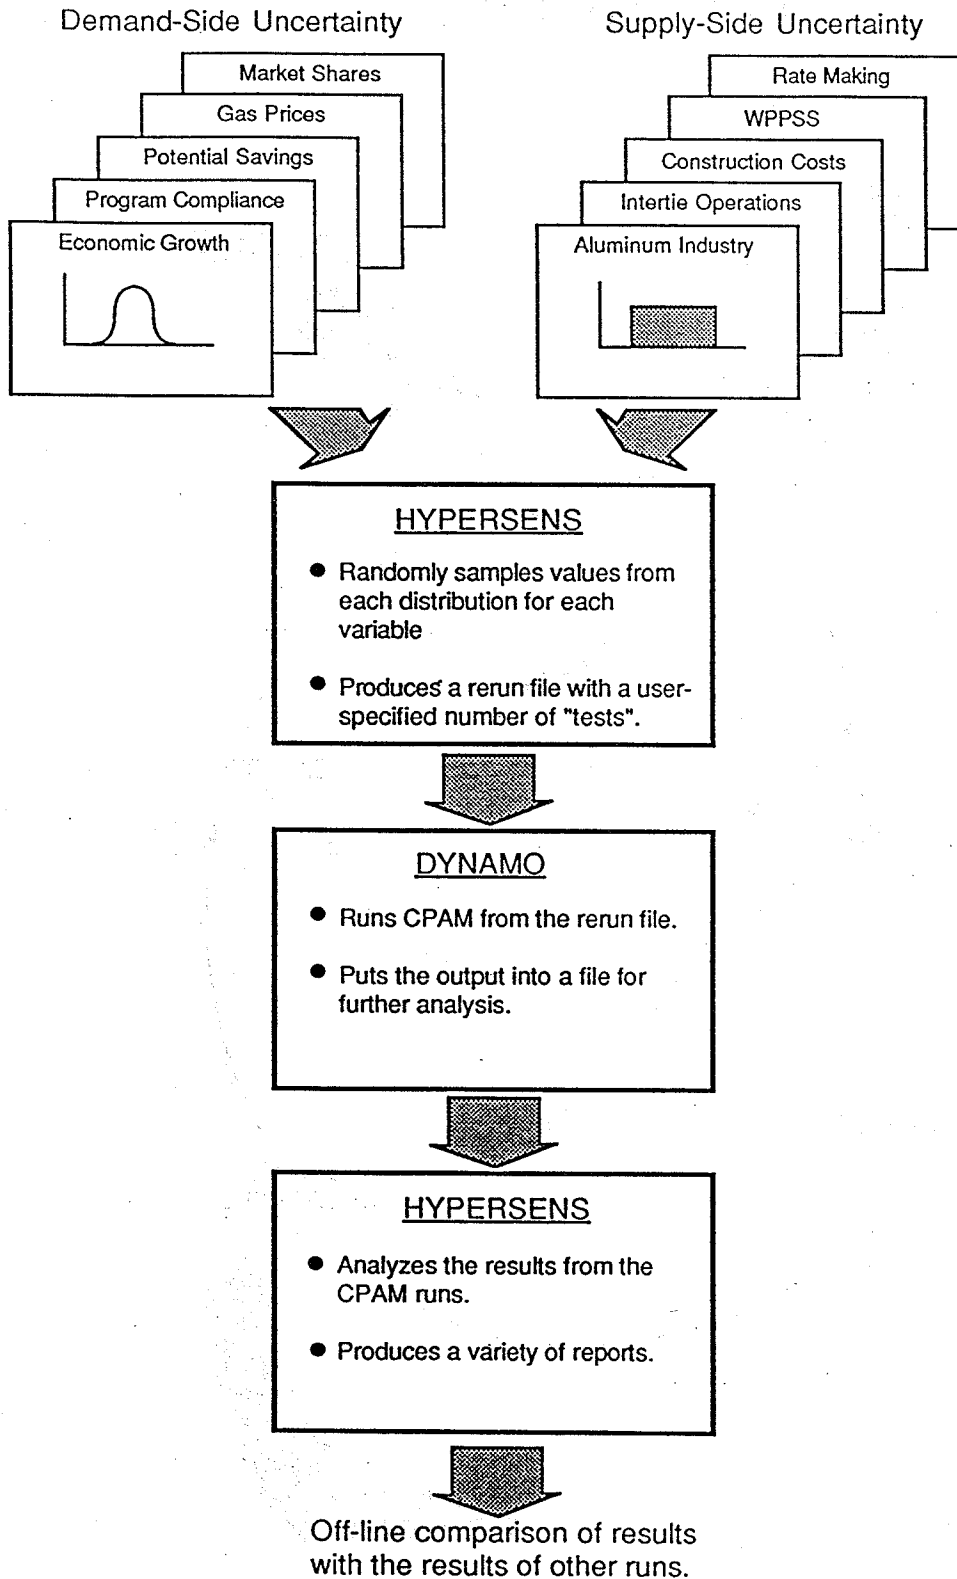 Demand-Side Uncertainty
Supply-Side Uncertainty
Market Shares
Gas Prices
Potential Savings
Program Compliance
Economic Growth
Rate Making
WPPSS
Construction Costs
Intertie Operations
Aluminum Industry
HYPERSENS
● Randomly samples values from
each distribution for each
variable
● Produces a rerun file with a user-
specified number of "tests".
DYNAMO
● Runs CPAM from the rerun file.
● Puts the output into a file for
further analysis.
HYPERSENS
● Analyzes the results from the
CPAM runs.
● Produces a variety of reports.
Off-line comparison of results
with the results of other runs.